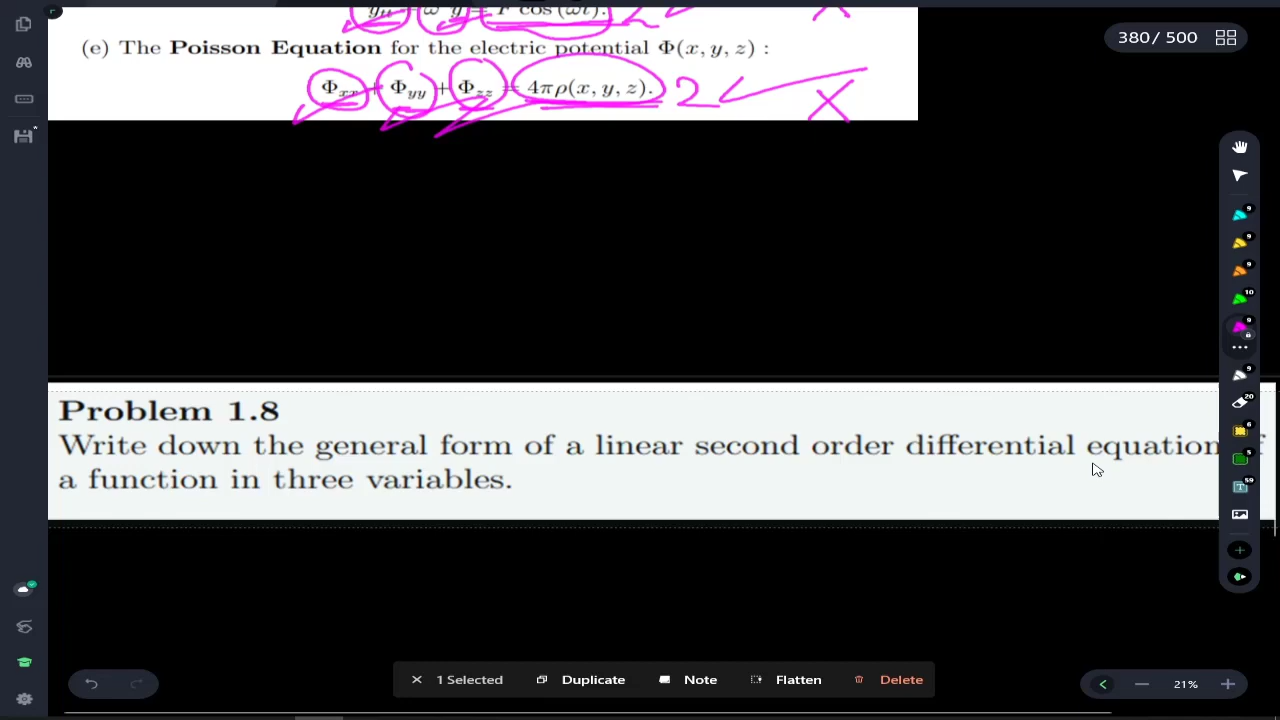 380/ 500
(e) The Poisson Equation for the electric potential Φ(x, y, z) :
Φxx + Φyy + Φzz = 4πρ(x, y, z). 2 X
Problem 1.8
Write down the general form of a linear second order differential equation
a function in three variables.
1 Selected Duplicate Note Flatten Delete
21%